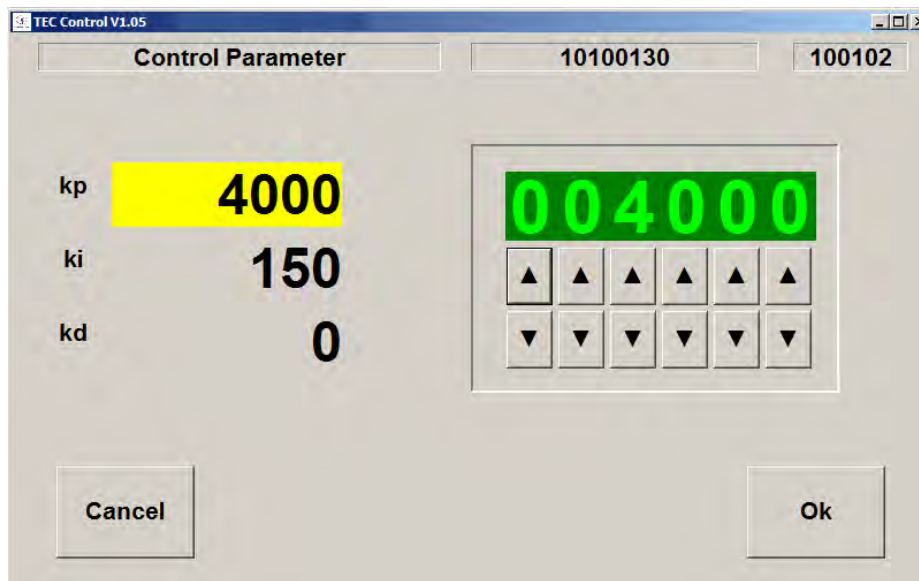 TEC Control V1.05
Control Parameter 10100130 100102
kp 4000 004000
ki 150
kd 0
Cancel Ok